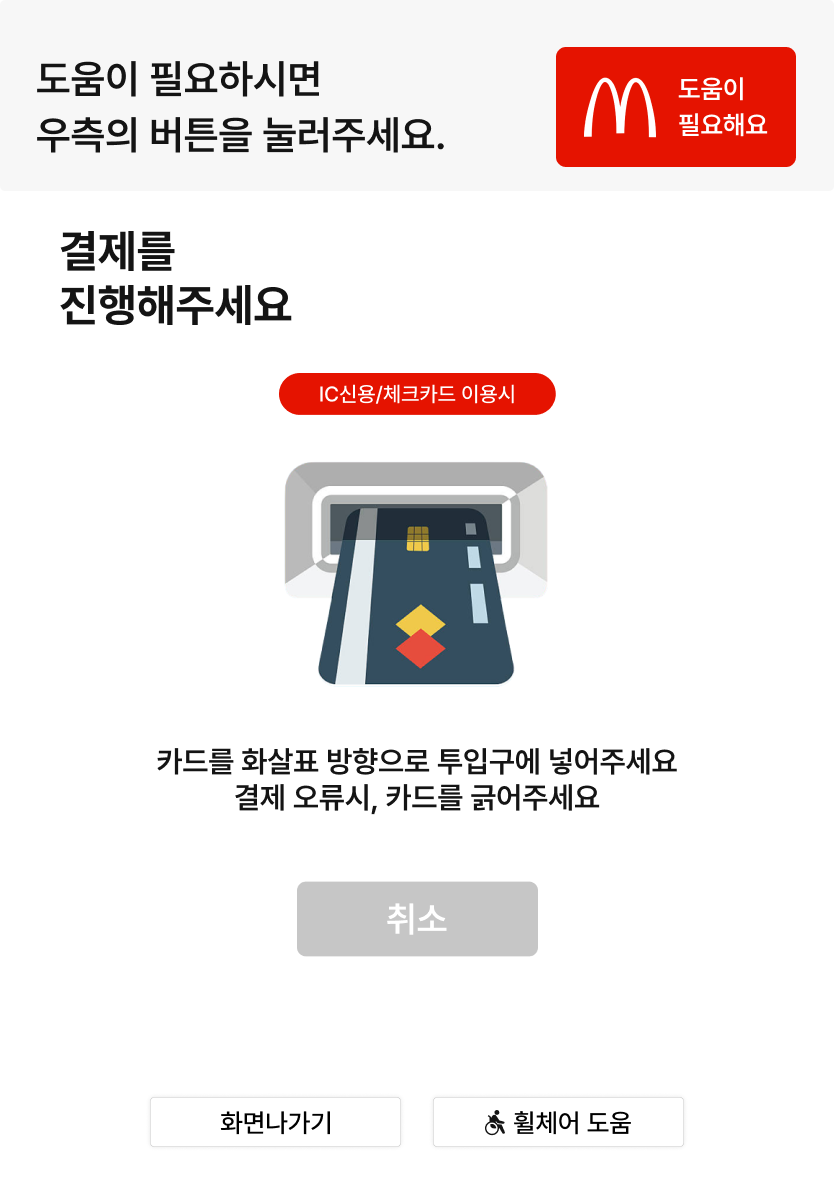 도움이 필요하시면
우측의 버튼을 눌러주세요.
도움이
필요해요
결제를
진행해주세요
IC신용/체크카드 이용시
카드를 화살표 방향으로 투입구에 넣어주세요
결제 오류시, 카드를 긁어주세요
취소
화면나가기
휠체어 도움